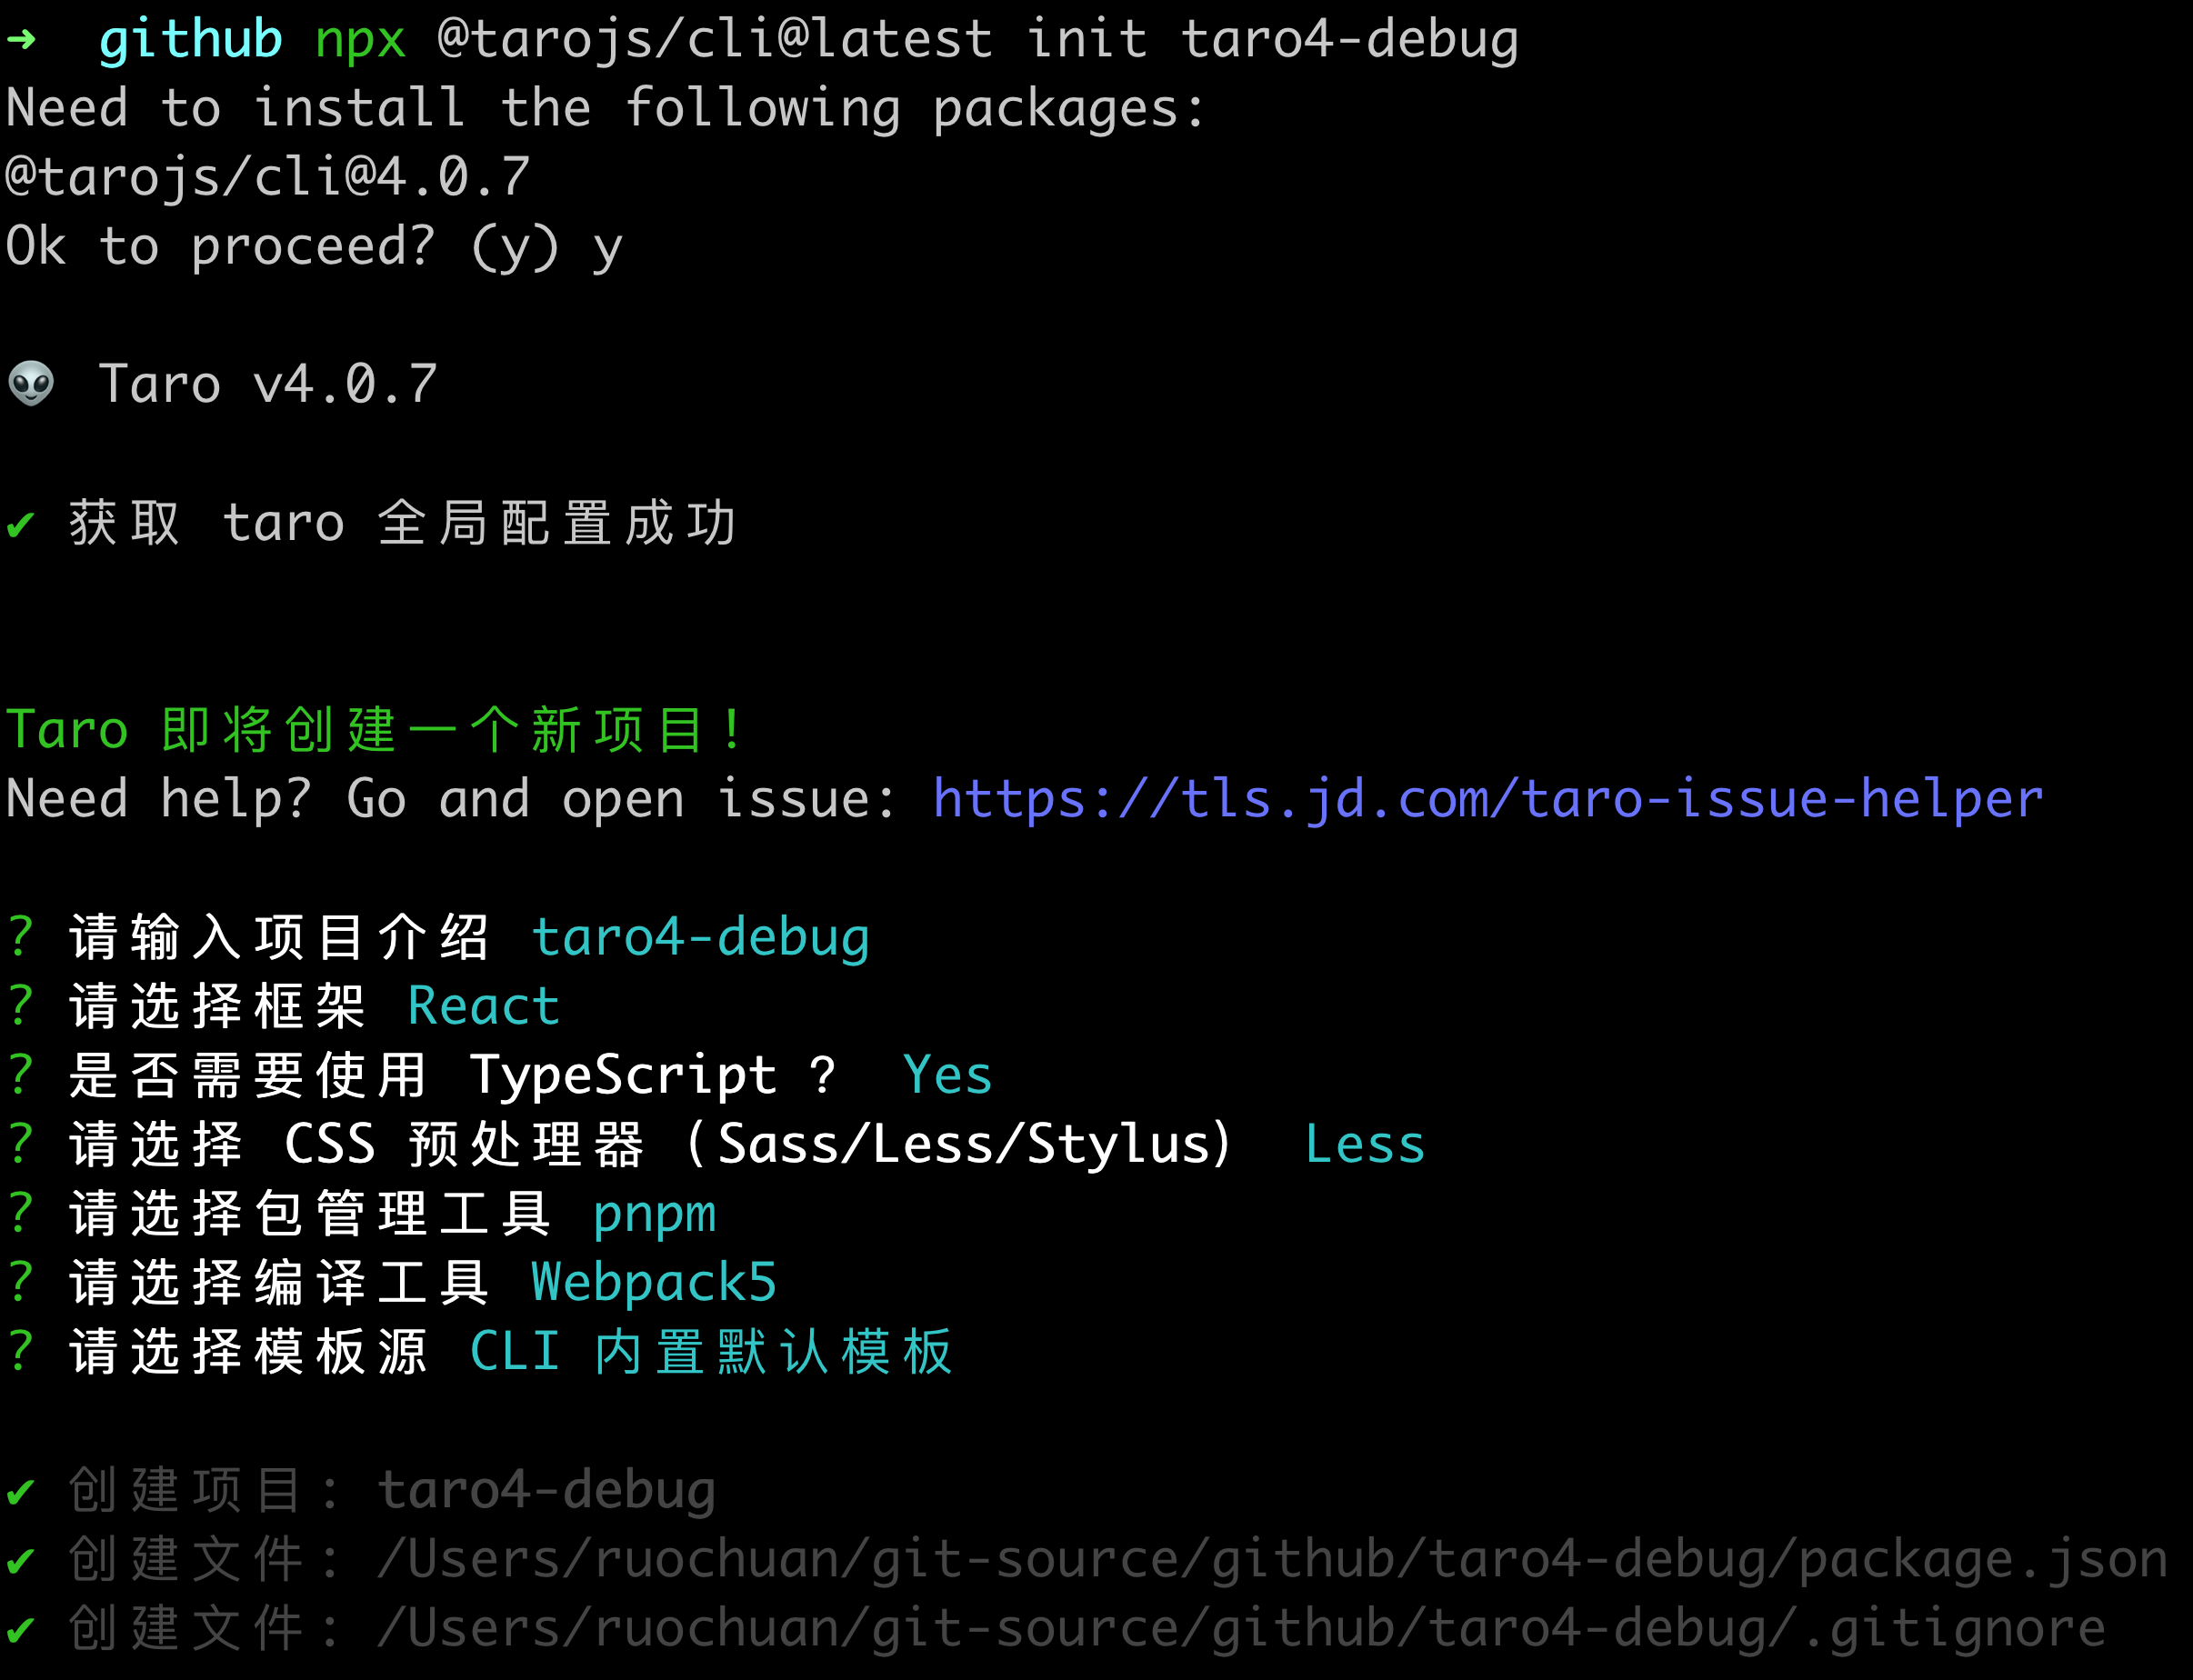 ➜ github npx @tarojs/cli@latest init taro4-debug
Need to install the following packages:
@tarojs/cli@4.0.7
Ok to proceed? (y) y
👽 Taro v4.0.7
✔ 获取 taro 全局配置成功
Taro 即将创建一个新项目!
Need help? Go and open issue: https://tls.jd.com/taro-issue-helper
? 请输入项目介绍 taro4-debug
? 请选择框架 React
? 是否需要使用 TypeScript ? Yes
? 请选择 CSS 预处理器 (Sass/Less/Stylus) Less
? 请选择包管理工具 pnpm
? 请选择编译工具 Webpack5
? 请选择模板源 CLI 内置默认模板
✔ 创建项目: taro4-debug
✔ 创建文件: /Users/ruochuan/git-source/github/taro4-debug/package.json
✔ 创建文件: /Users/ruochuan/git-source/github/taro4-debug/.gitignore